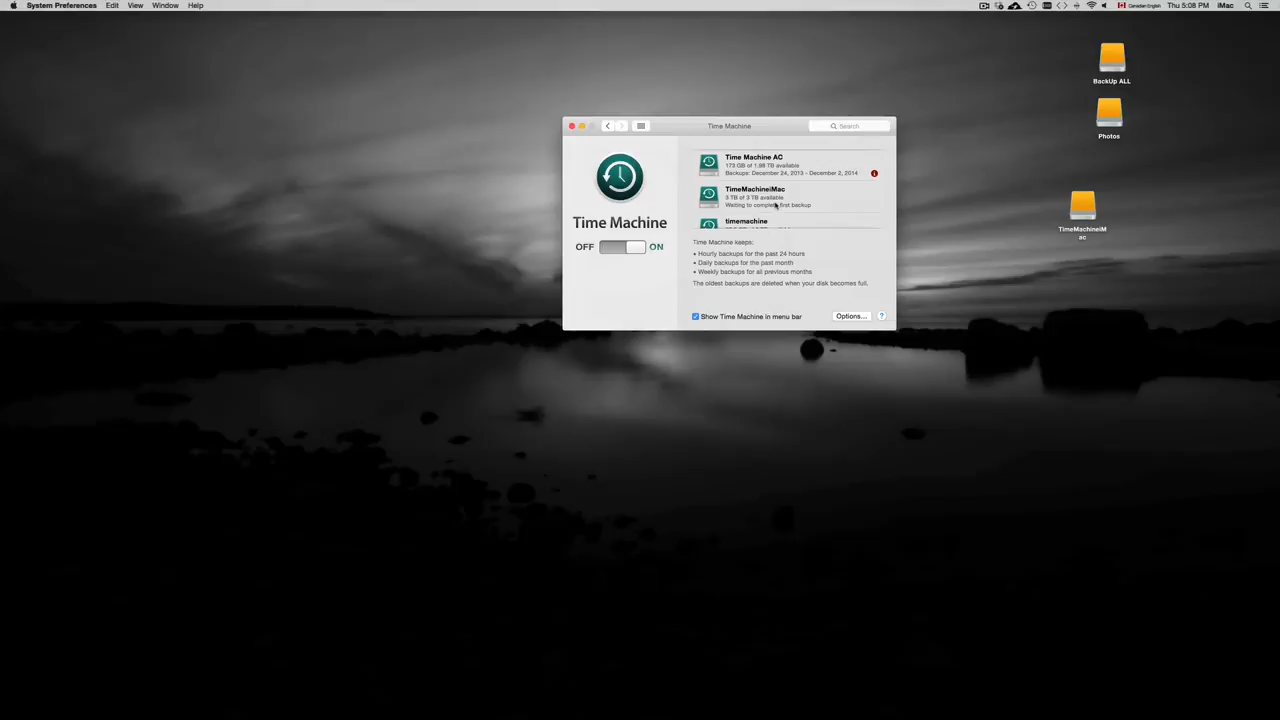 System Preferences Edit View Window Help
Canadian English Thu 5:08 PM iMac
BackUp ALL
Photos
TimeMachineiM
ac
Time Machine
Search
Time Machine AC
173 GB of 1.98 TB available
Backups: December 24, 2013 - December 2, 2014
TimeMachineiMac
3 TB of 3 TB available
Waiting to complete first backup
timemachine
Time Machine
OFF ON
Time Machine keeps:
• Hourly backups for the past 24 hours
• Daily backups for the past month
• Weekly backups for all previous months
The oldest backups are deleted when your disk becomes full.
Show Time Machine in menu bar
Options... ?